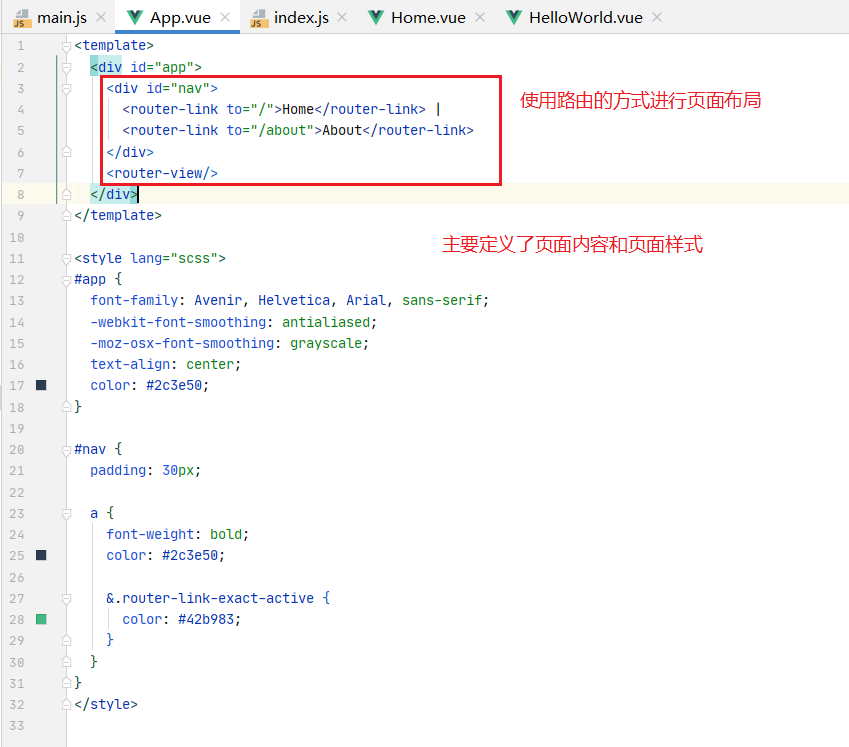 main.js
App.vue
index.js
Home.vue
HelloWorld.vue
1 <template>
2 <div id="app">
3 <div id="nav">
4 <router-link to="/">Home</router-link> |
5 <router-link to="/about">About</router-link>
6 </div>
7 <router-view/>
8 </div>
9 </template>
使用路由的方式进行页面布局
10
主要定义了页面内容和页面样式
11 <style lang="scss">
12 #app {
13 font-family: Avenir, Helvetica, Arial, sans-serif;
14 -webkit-font-smoothing: antialiased;
15 -moz-osx-font-smoothing: grayscale;
16 text-align: center;
17 color: #2c3e50;
18 }
19
20 #nav {
21 padding: 30px;
22
23 a {
24 font-weight: bold;
25 color: #2c3e50;
26
27 &.router-link-exact-active {
28 color: #42b983;
29 }
30 }
31 }
32 </style>
33